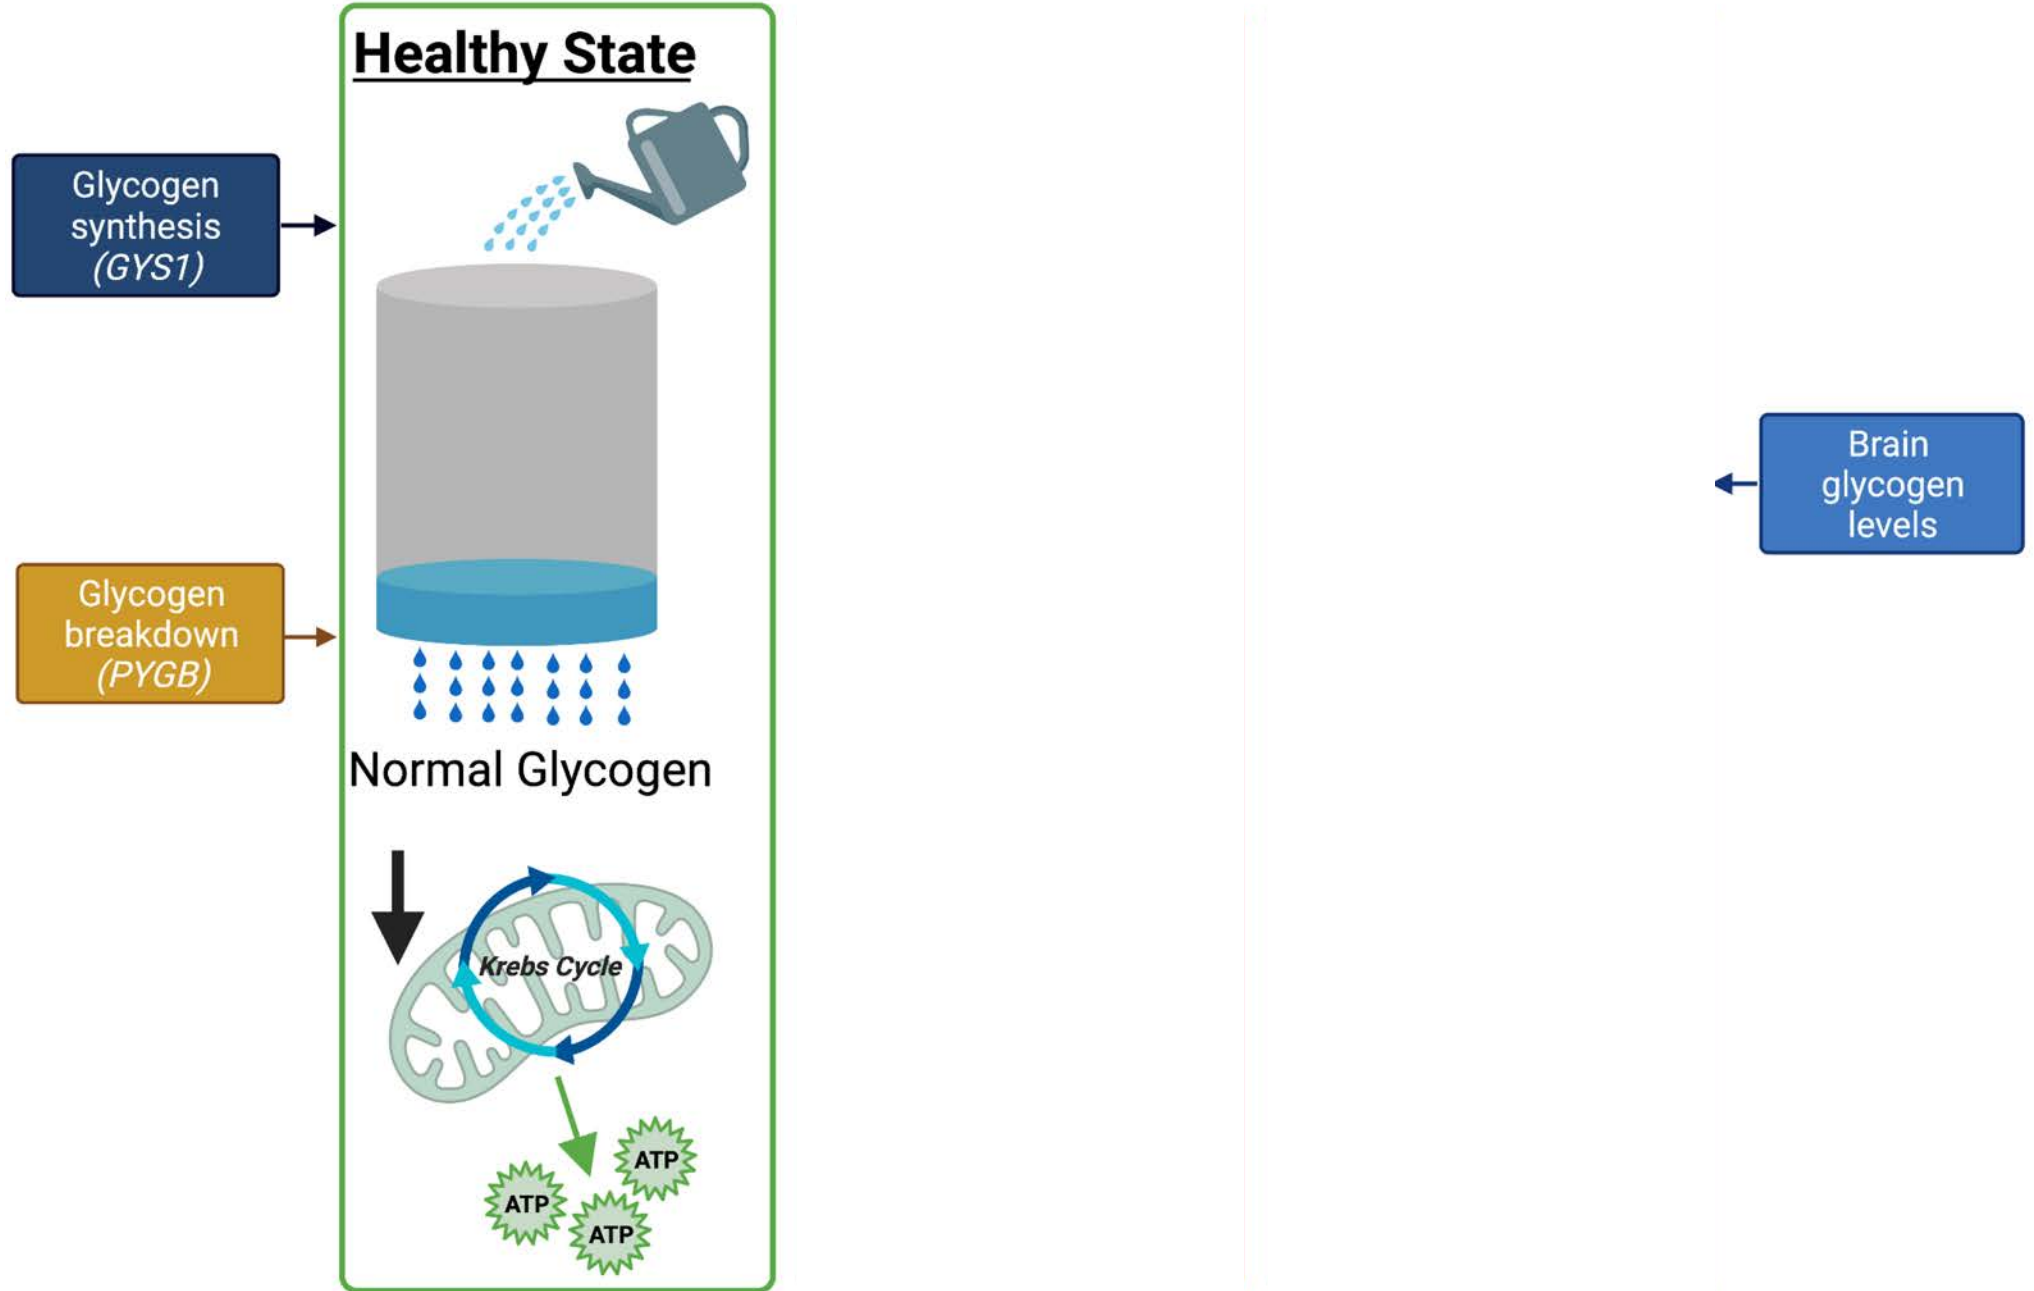 Healthy State
Glycogen
synthesis
(GYS1)
Brain
glycogen
levels
Glycogen
breakdown
(PYGB)
Normal Glycogen
Krebs Cycle
ATP
ATP
ATP